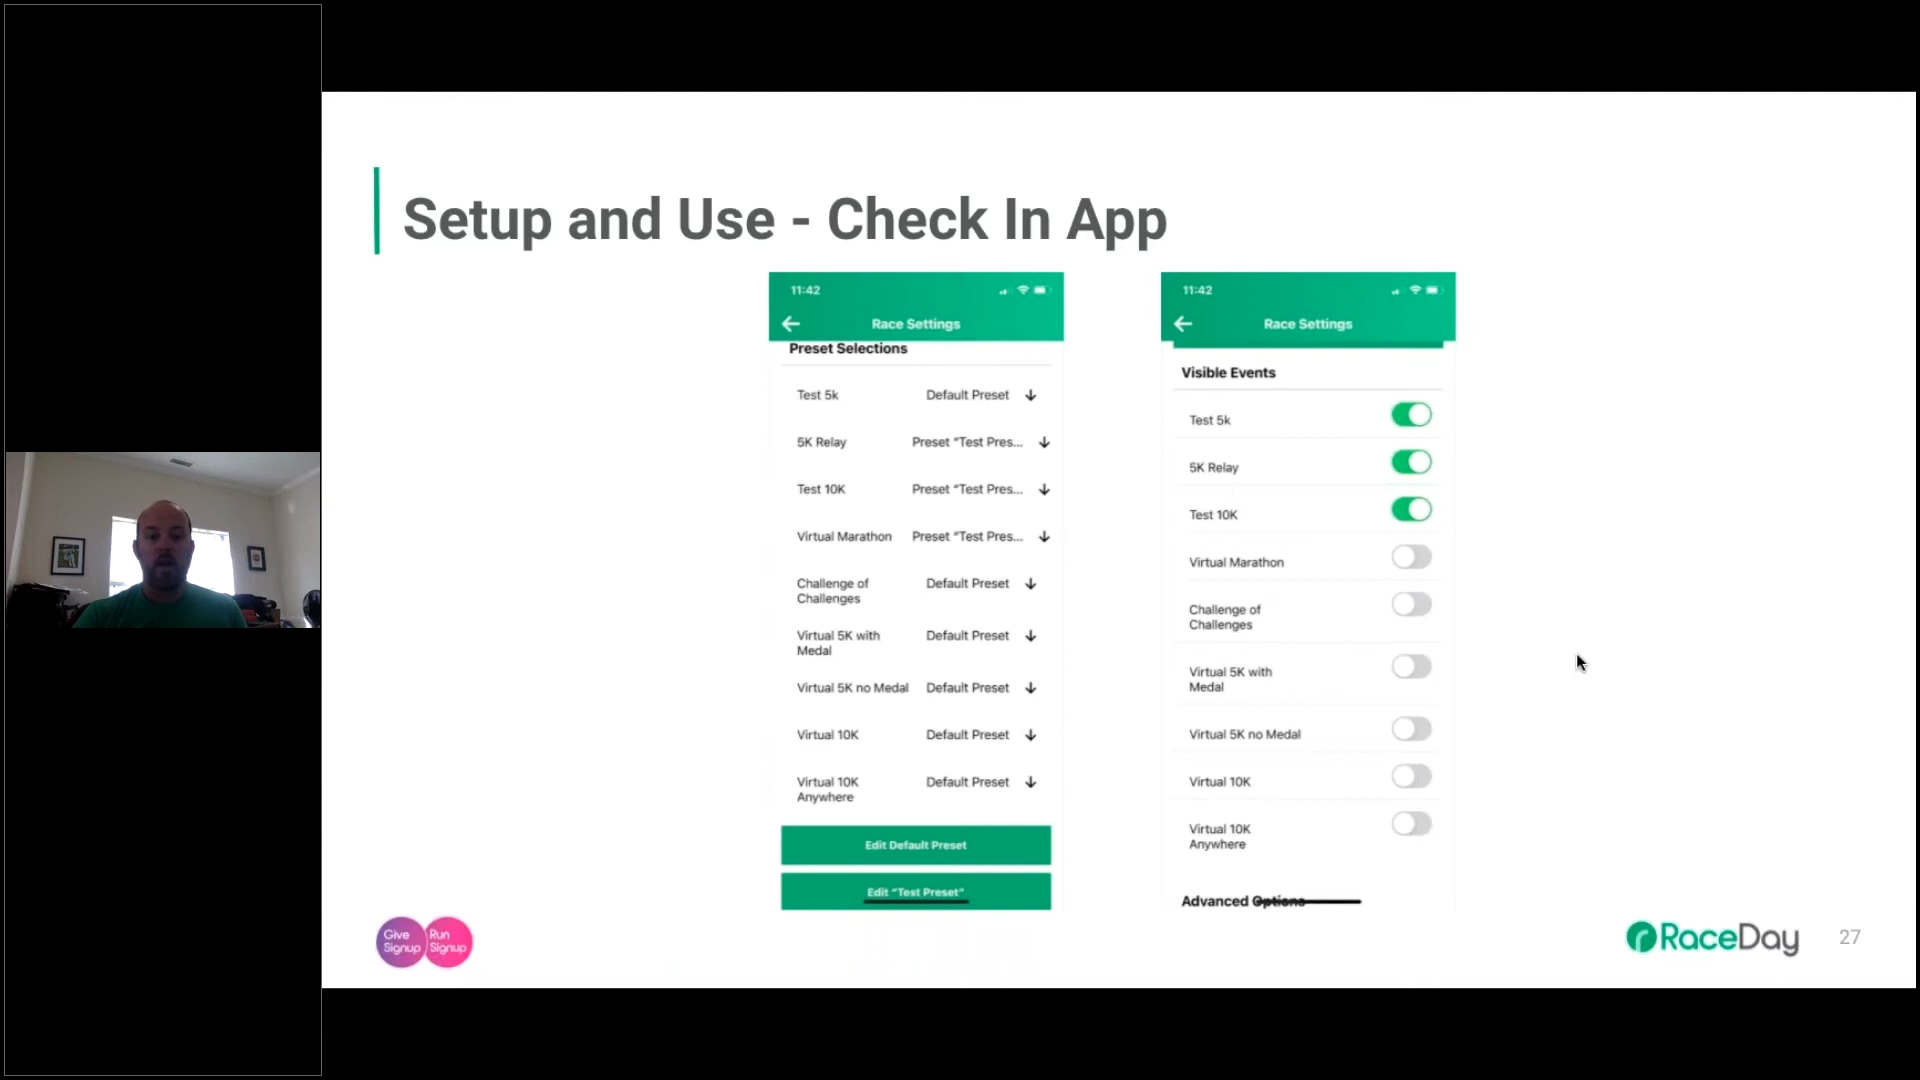 Setup and Use - Check In App
11:42
Race Settings
Preset Selections
Test 5k Default Preset
5K Relay Preset "Test Pres...
Test 10K Preset "Test Pres...
Virtual Marathon Preset "Test Pres...
Challenge of
Challenges
Default Preset
Virtual 5K with
Medal
Default Preset
Virtual 5K no Medal Default Preset
Virtual 10K Default Preset
Virtual 10K
Anywhere
Default Preset
Edit Default Preset
Edit "Test Preset"
11:42
Race Settings
Visible Events
Test 5k
5K Relay
Test 10K
Virtual Marathon
Challenge of
Challenges
Virtual 5K with
Medal
Virtual 5K no Medal
Virtual 10K
Virtual 10K
Anywhere
Advanced Options
Give
Signup
Run
Signup
RaceDay
27